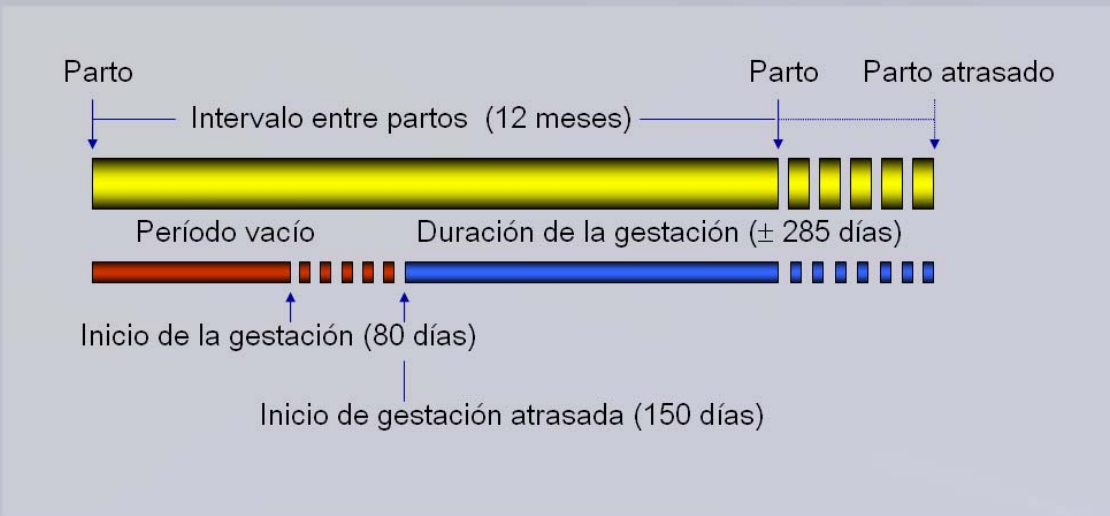 Parto
Parto
Parto atrasado
Intervalo entre partos (12 meses)
Período vacío
Duración de la gestación (± 285 días)
Inicio de la gestación (80 días)
Inicio de gestación atrasada (150 días)